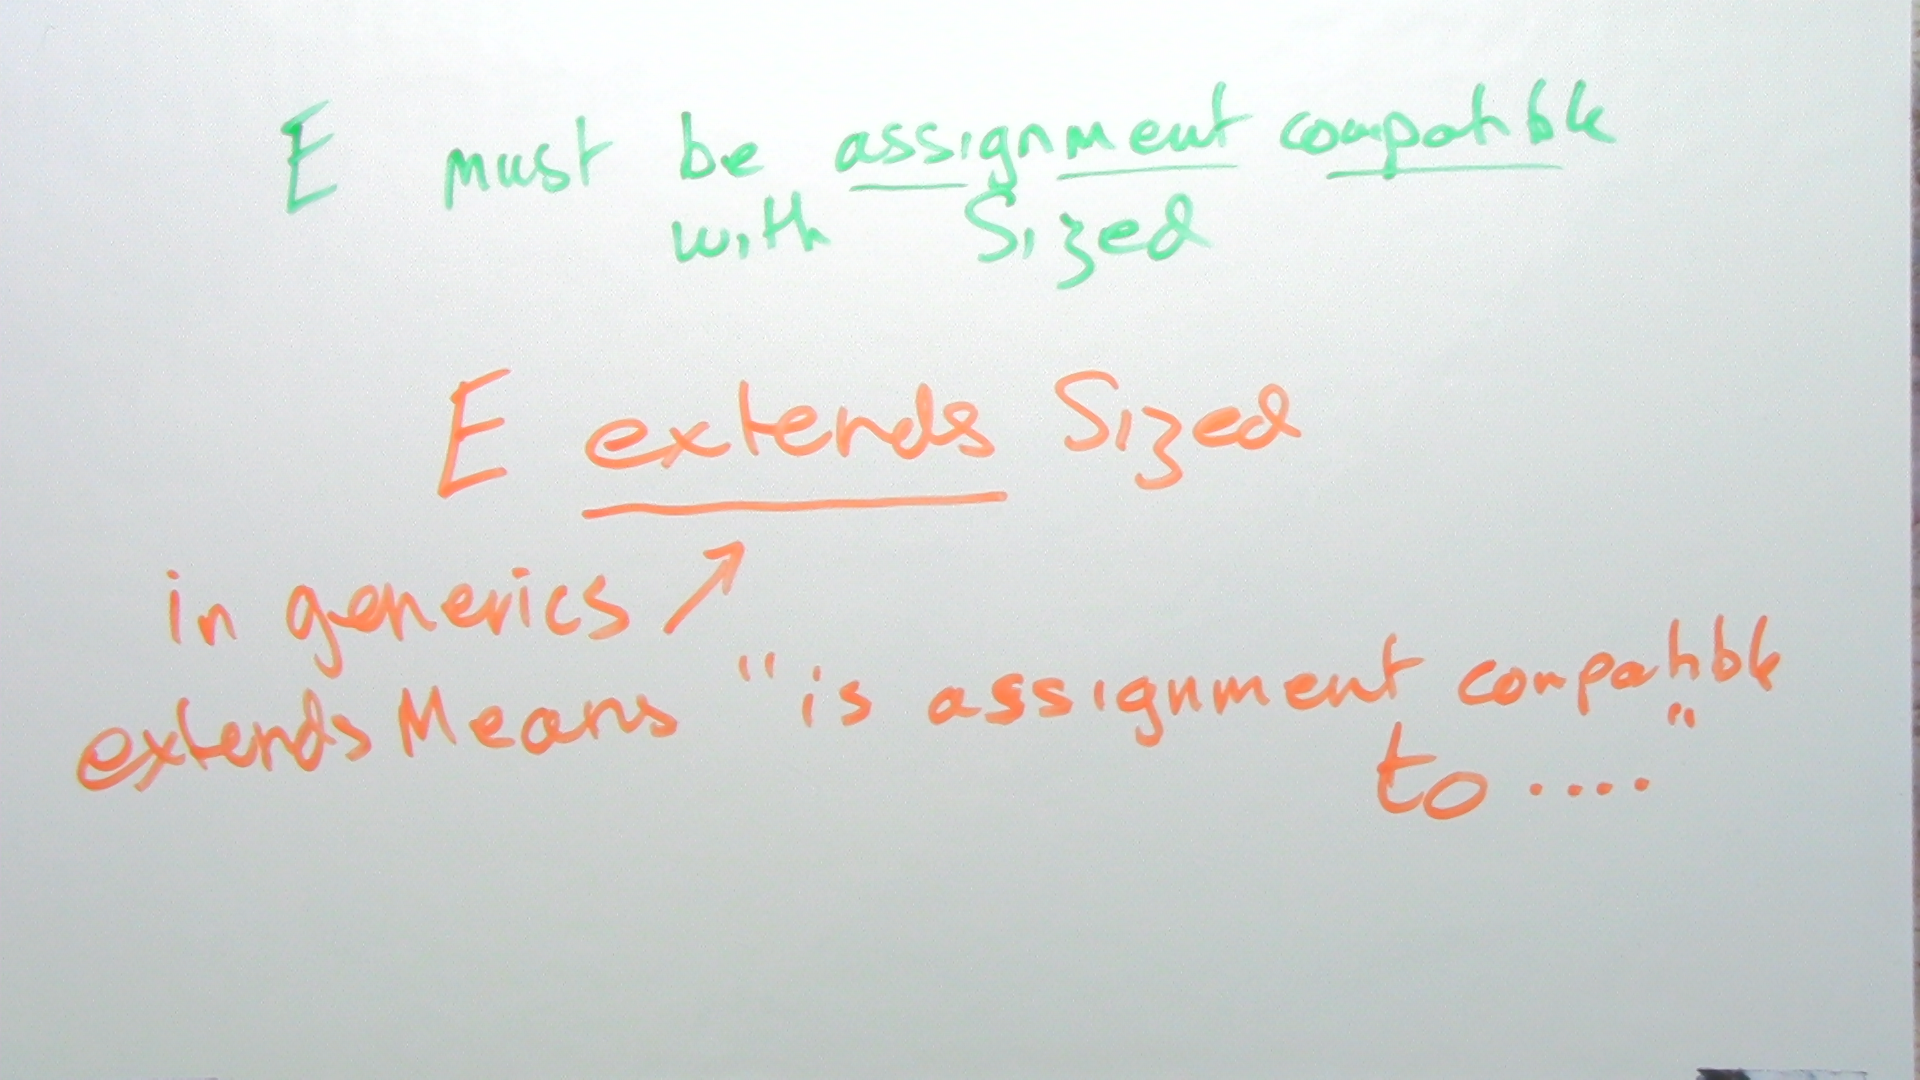 E must be assignment compatible
with Sized
E extends Sized
in generics
extends Means "is assignment compatible
to ...."